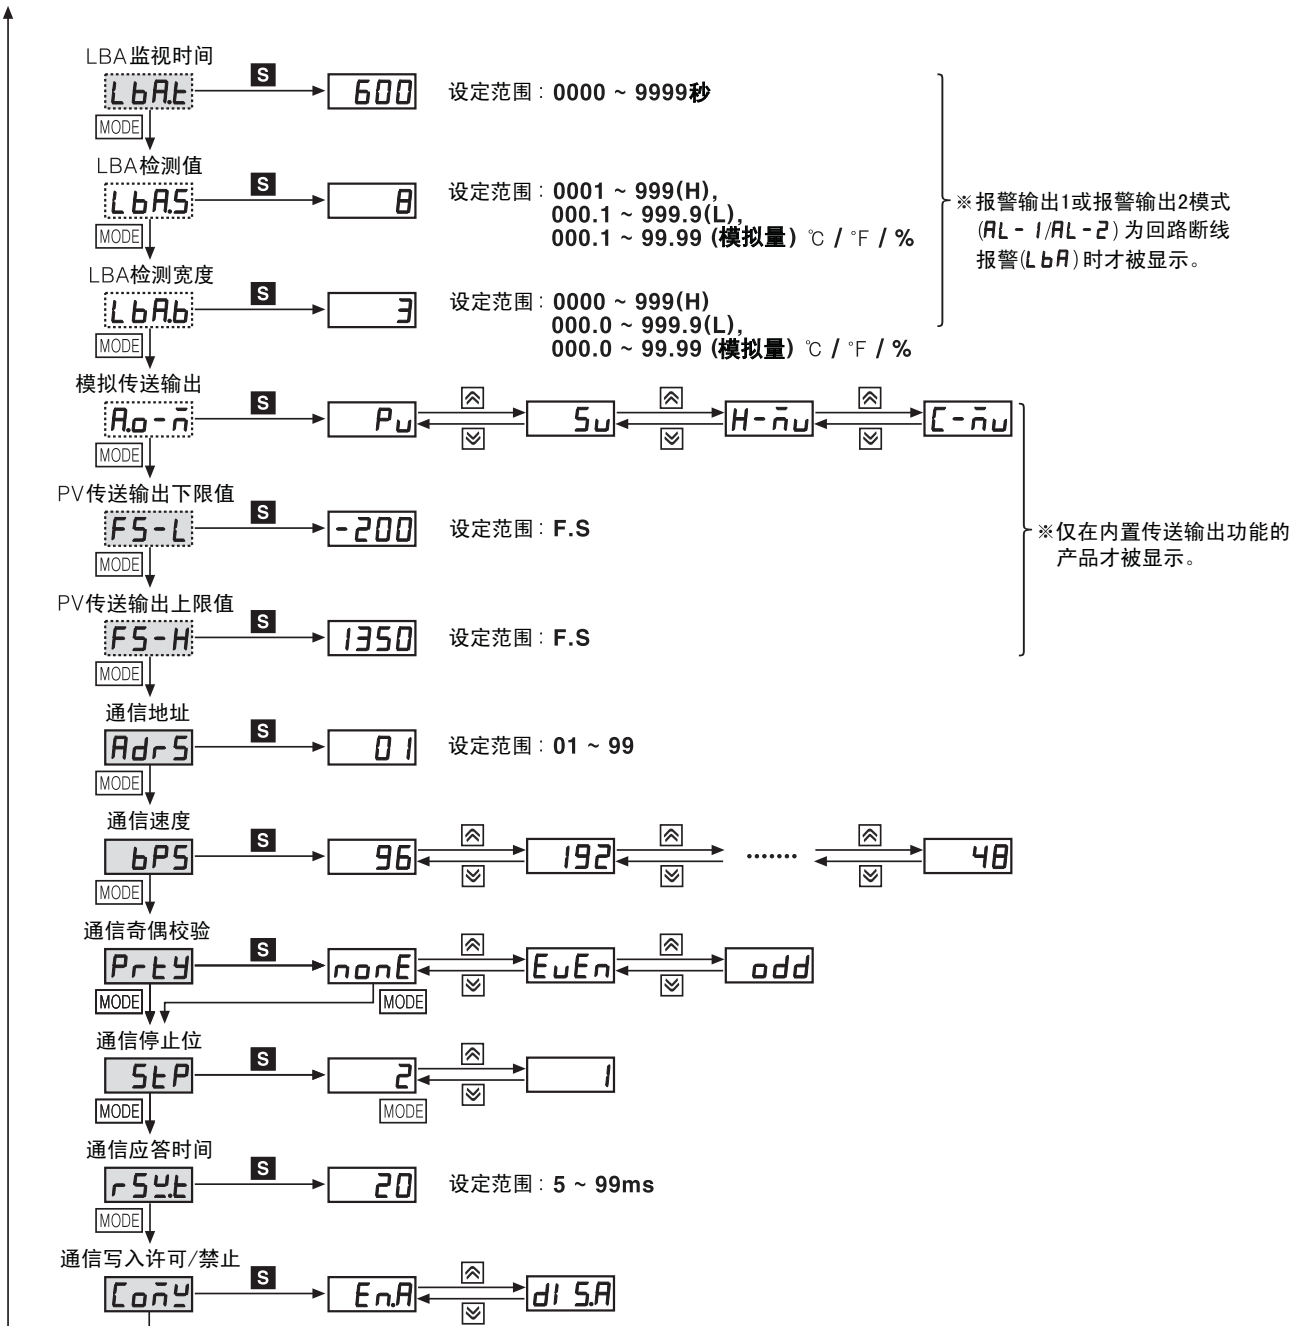 LBA监视时间
LbA.t S 600 设定范围 : 0000 ~ 9999秒
MODE
LBA检测值
LbA.S S 8 设定范围 : 0001 ~ 999(H),
000.1 ~ 999.9(L),
000.1 ~ 99.99 (模拟量) ℃ / °F / %
MODE
※报警输出1或报警输出2模式
(AL-1/AL-2) 为回路断线
报警(LbA) 时才被显示。
LBA检测宽度
LbA.b S 3 设定范围 : 0000 ~ 999(H)
000.0 ~ 999.9(L),
000.0 ~ 99.99 (模拟量) ℃ / °F / %
MODE
模拟传送输出
A.o-m S Pv Sv H-mv C-mv
MODE
PV传送输出下限值
FS-L S -200 设定范围 : F.S
MODE
※仅在内置传送输出功能的
产品才被显示。
PV传送输出上限值
FS-H S 1350 设定范围 : F.S
MODE
通信地址
AdrS S 01 设定范围 : 01 ~ 99
MODE
通信速度
bPS S 96 192 ······· 48
MODE
通信奇偶校验
PrtY S nonE EvEn odd
MODE MODE
通信停止位
StP S 2 1
MODE MODE
通信应答时间
rSW.t S 20 设定范围 : 5 ~ 99ms
MODE
通信写入许可/禁止
ComW S En.A dIS.A